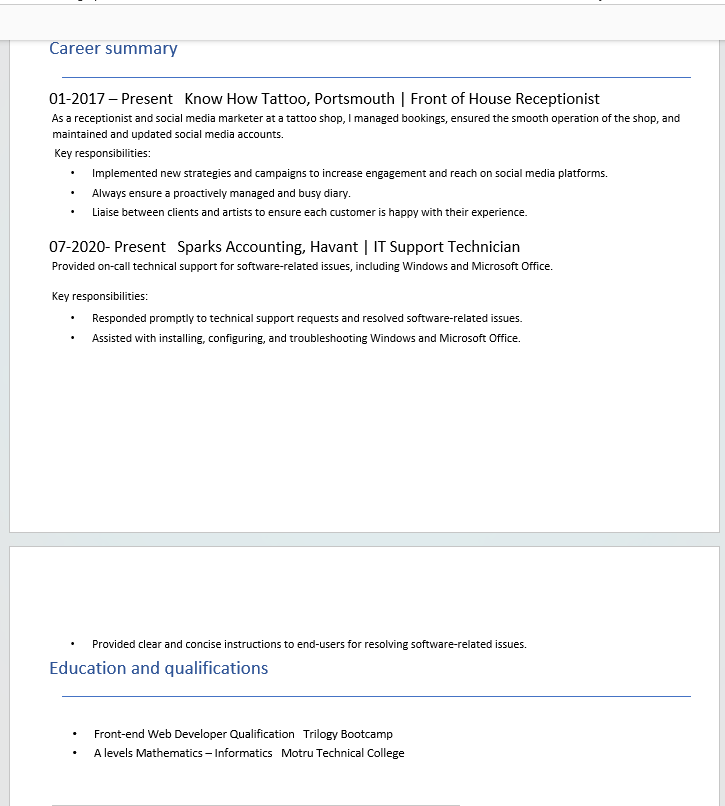 Career summary
01-2017 – Present   Know How Tattoo, Portsmouth | Front of House Receptionist
As a receptionist and social media marketer at a tattoo shop, I managed bookings, ensured the smooth operation of the shop, and
maintained and updated social media accounts.
Key responsibilities:
• Implemented new strategies and campaigns to increase engagement and reach on social media platforms.
• Always ensure a proactively managed and busy diary.
• Liaise between clients and artists to ensure each customer is happy with their experience.
07-2020- Present   Sparks Accounting, Havant | IT Support Technician
Provided on-call technical support for software-related issues, including Windows and Microsoft Office.
Key responsibilities:
• Responded promptly to technical support requests and resolved software-related issues.
• Assisted with installing, configuring, and troubleshooting Windows and Microsoft Office.
• Provided clear and concise instructions to end-users for resolving software-related issues.
Education and qualifications
• Front-end Web Developer Qualification   Trilogy Bootcamp
• A levels Mathematics – Informatics   Motru Technical College